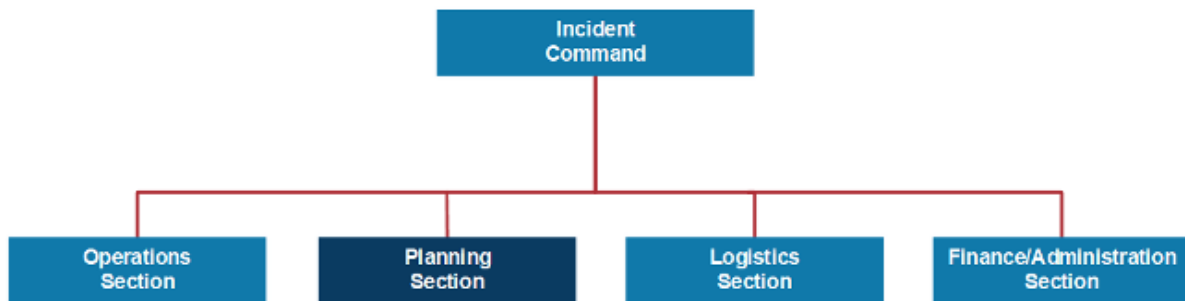 Incident
Command
Operations
Section
Planning
Section
Logistics
Section
Finance/Administration
Section